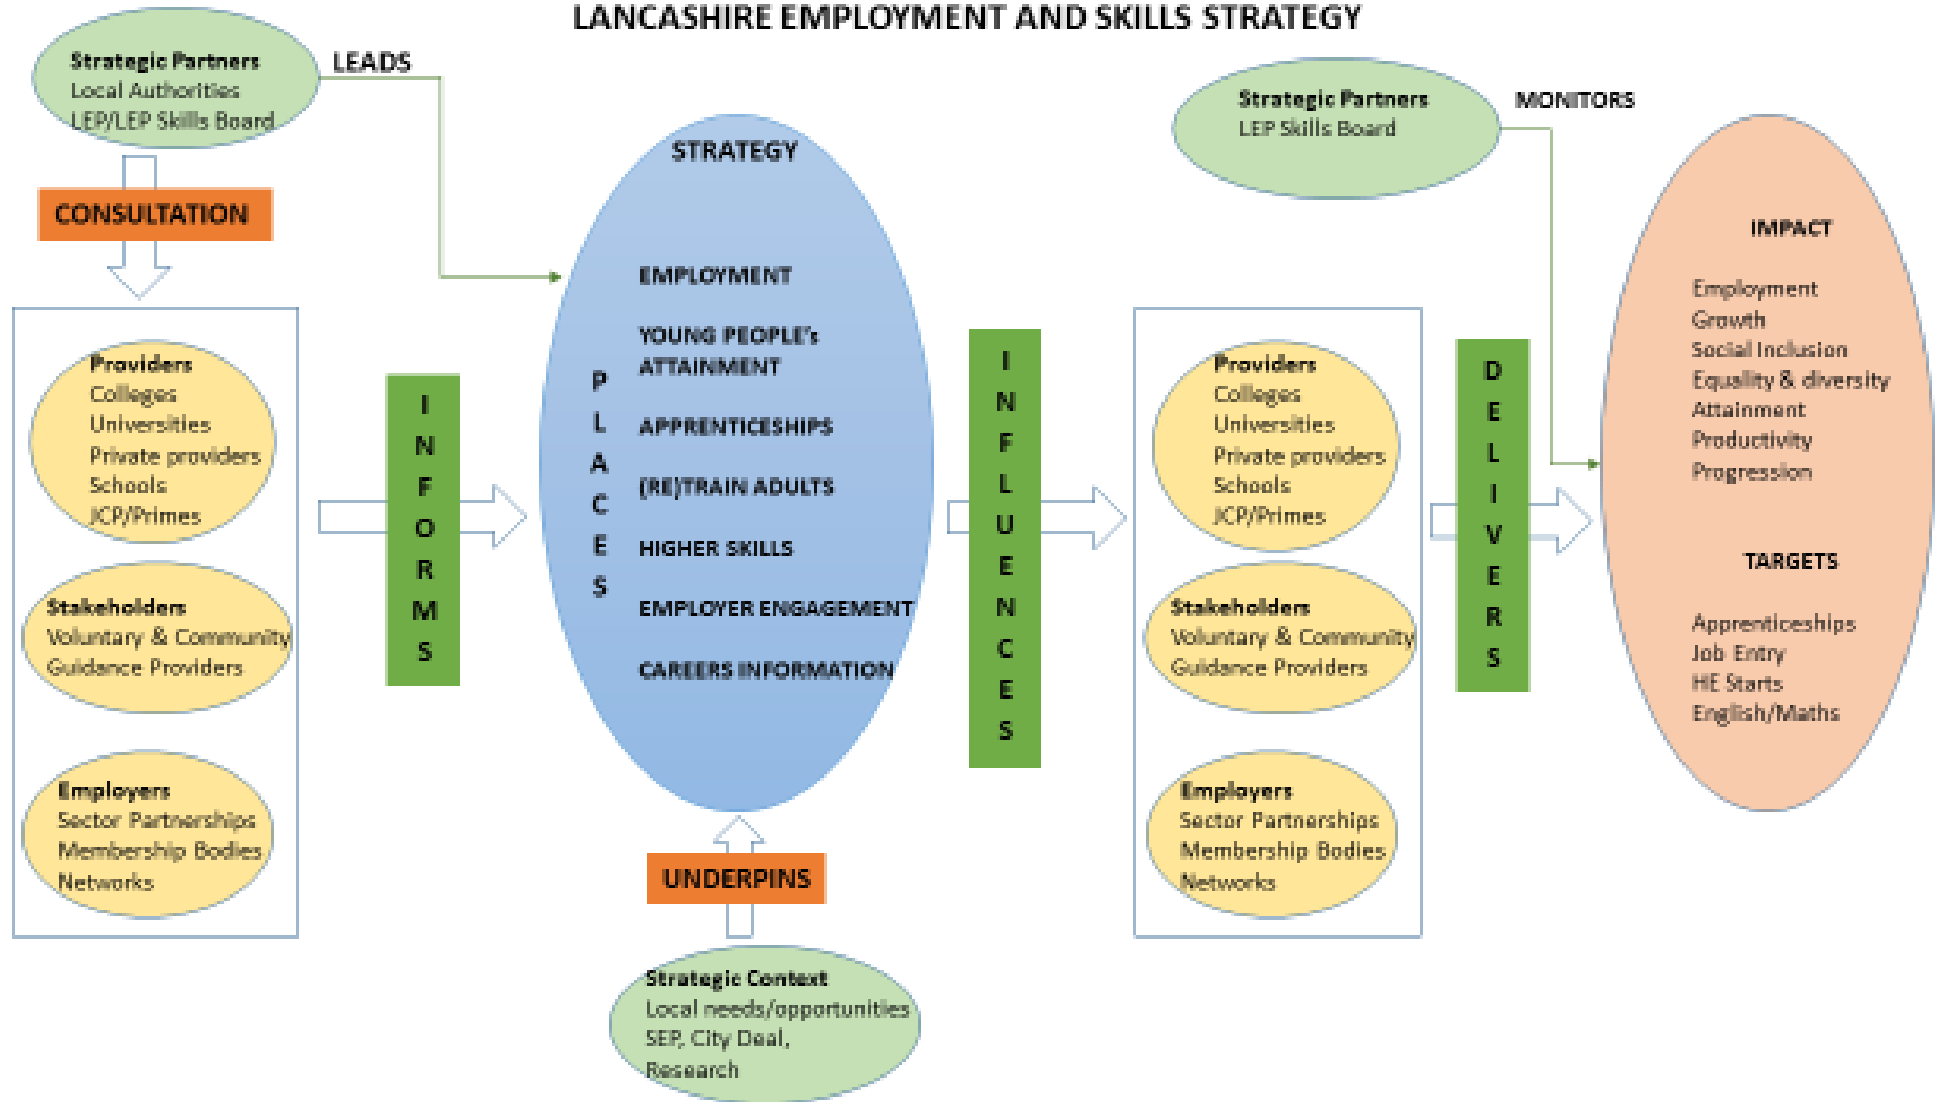 LANCASHIRE EMPLOYMENT AND SKILLS STRATEGY
Strategic Partners
Local Authorities
LEP/LEP Skills Board
LEADS
CONSULTATION
Providers
Colleges
Universities
Private providers
Schools
JCP/Primes
Stakeholders
Voluntary & Community
Guidance Providers
Employers
Sector Partnerships
Membership Bodies
Networks
INFORMS
STRATEGY
PLACES
EMPLOYMENT
YOUNG PEOPLE's
ATTAINMENT
APPRENTICESHIPS
(RE)TRAIN ADULTS
HIGHER SKILLS
EMPLOYER ENGAGEMENT
CAREERS INFORMATION
UNDERPINS
Strategic Context
Local needs/opportunities
SEP, City Deal,
Research
INFLUENCES
Strategic Partners
LEP Skills Board
MONITORS
Providers
Colleges
Universities
Private providers
Schools
JCP/Primes
Stakeholders
Voluntary & Community
Guidance Providers
Employers
Sector Partnerships
Membership Bodies
Networks
DELIVERS
IMPACT
Employment
Growth
Social Inclusion
Equality & diversity
Attainment
Productivity
Progression
TARGETS
Apprenticeships
Job Entry
HE Starts
English/Maths